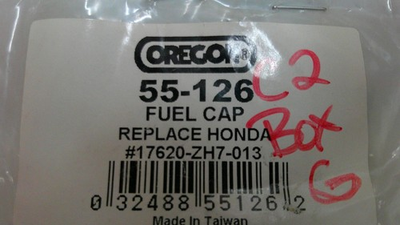 OREGON®
55-126
FUEL CAP
REPLACE HONDA
#17620-ZH7-013
0 32488 55126 2
Made In Taiwan
C2
BOX
G